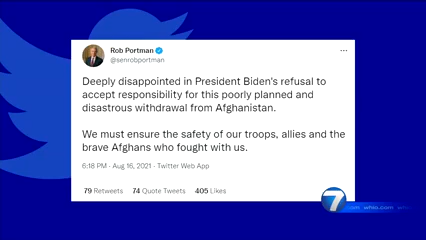 Rob Portman
@senrobportman
Deeply disappointed in President Biden's refusal to
accept responsibility for this poorly planned and
disastrous withdrawal from Afghanistan.
We must ensure the safety of our troops, allies and the
brave Afghans who fought with us.
6:18 PM · Aug 16, 2021 · Twitter Web App
79 Retweets 74 Quote Tweets 405 Likes
7